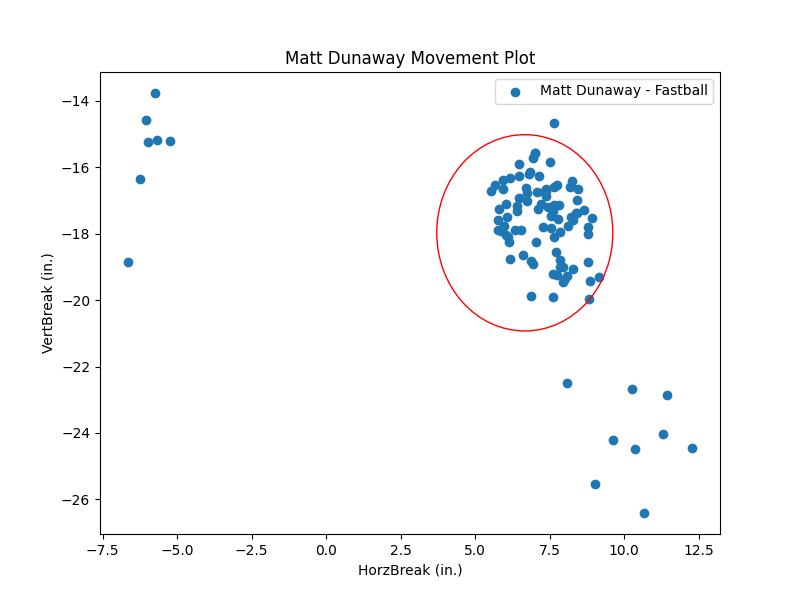 Matt Dunaway Movement Plot
Matt Dunaway - Fastball
−14
−16
−18
−20
−22
−24
−26
VertBreak (in.)
−7.5 −5.0 −2.5 0.0 2.5 5.0 7.5 10.0 12.5
HorzBreak (in.)